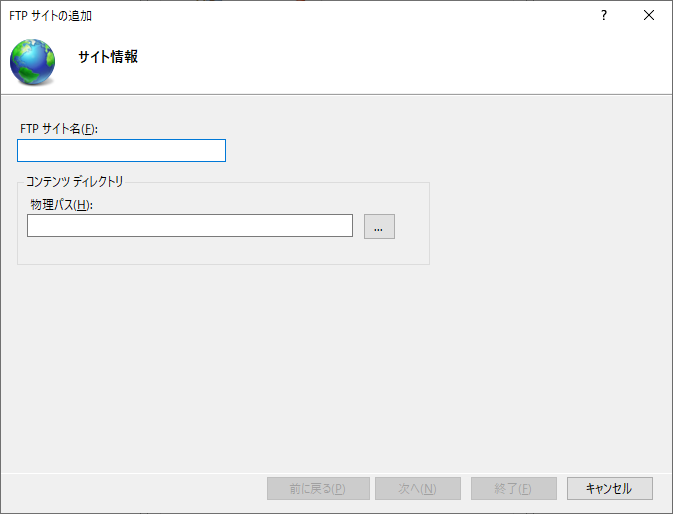 FTP サイトの追加
?
サイト情報
FTP サイト名(F):
コンテンツ ディレクトリ
物理パス(H):
...
前に戻る(P) 次へ(N) 終了(F) キャンセル